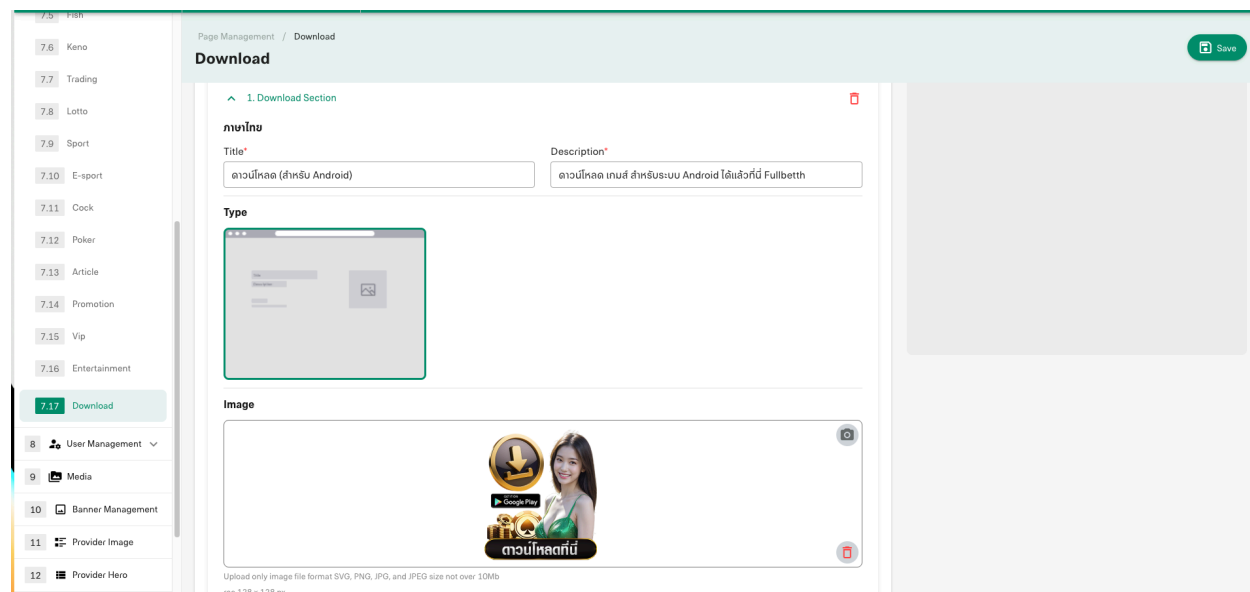 7.5 Fish
7.6 Keno
7.7 Trading
7.8 Lotto
7.9 Sport
7.10 E-sport
7.11 Cock
7.12 Poker
7.13 Article
7.14 Promotion
7.15 Vip
7.16 Entertainment
7.17 Download
8 User Management
9 Media
10 Banner Management
11 Provider Image
12 Provider Hero
Page Management / Download
Download
Save
1. Download Section
ภาษาไทย
Title*
Description*
ดาวน์โหลด (สำหรับ Android)
ดาวน์โหลด เกมส์ สำหรับระบบ Android ได้แล้วที่นี่ Fullbetth
Type
Title
Description
Image
GET IT ON
Google Play
ดาวน์โหลดที่นี่
Upload only image file format SVG, PNG, JPG, and JPEG size not over 10Mb
rec 128 x 128 px